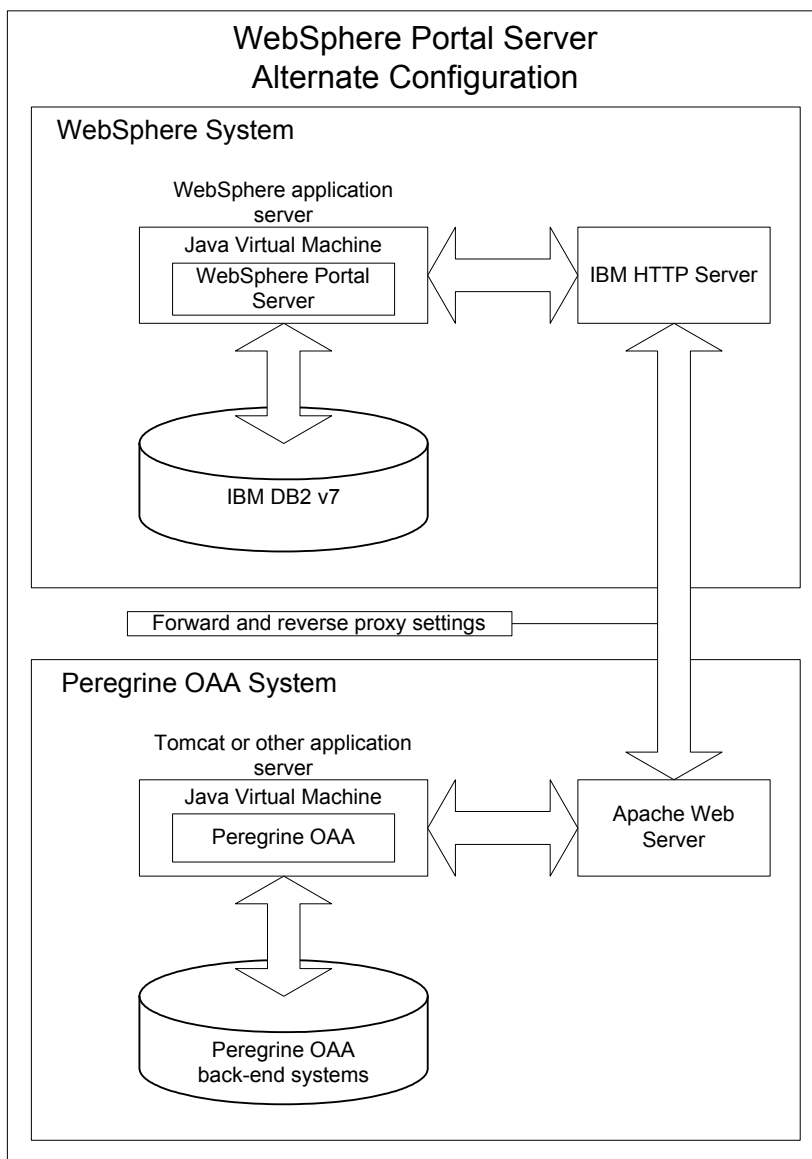 WebSphere Portal Server
Alternate Configuration
WebSphere System
WebSphere application
server
Java Virtual Machine
WebSphere Portal
Server
IBM HTTP Server
IBM DB2 v7
Forward and reverse proxy settings
Peregrine OAA System
Tomcat or other application
server
Java Virtual Machine
Peregrine OAA
Apache Web
Server
Peregrine OAA
back-end systems